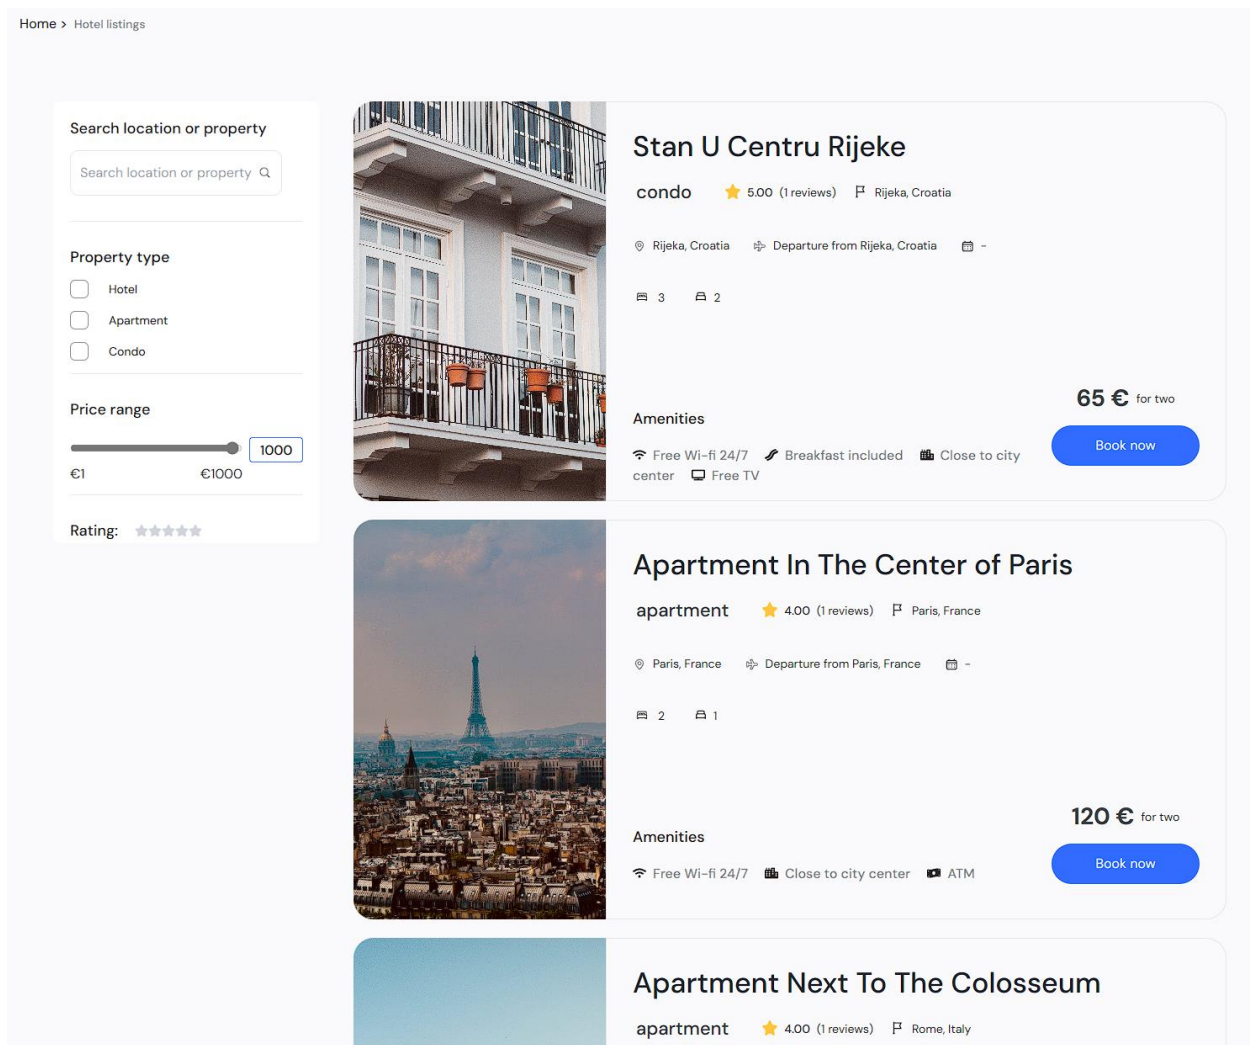 Home > Hotel listings
Search location or property
Search location or property
Property type
Hotel
Apartment
Condo
Price range
1000
€1 €1000
Rating:
Stan U Centru Rijeke
condo 5.00 (1 reviews) Rijeka, Croatia
Rijeka, Croatia Departure from Rijeka, Croatia -
3 2
65 € for two
Amenities
Book now
Free Wi-fi 24/7 Breakfast included Close to city
center Free TV
Apartment In The Center of Paris
apartment 4.00 (1 reviews) Paris, France
Paris, France Departure from Paris, France -
2 1
120 € for two
Amenities
Book now
Free Wi-fi 24/7 Close to city center ATM
Apartment Next To The Colosseum
apartment 4.00 (1 reviews) Rome, Italy